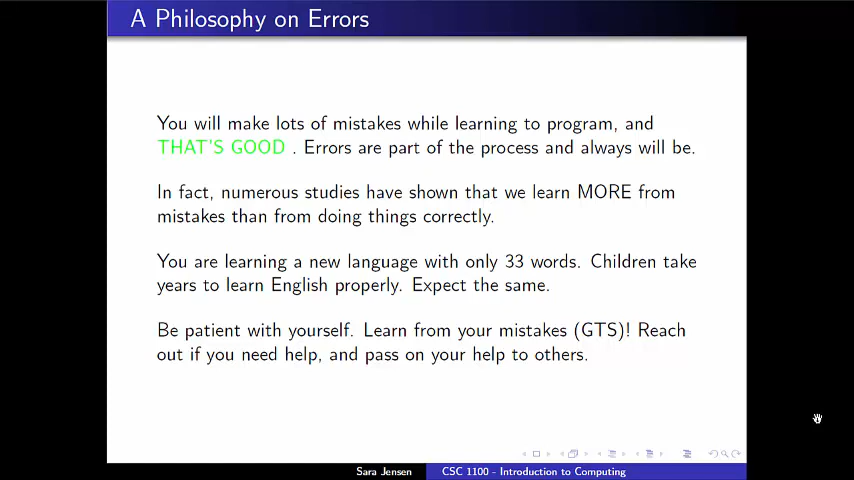 A Philosophy on Errors
You will make lots of mistakes while learning to program, and
THAT'S GOOD . Errors are part of the process and always will be.
In fact, numerous studies have shown that we learn MORE from
mistakes than from doing things correctly.
You are learning a new language with only 33 words. Children take
years to learn English properly. Expect the same.
Be patient with yourself. Learn from your mistakes (GTS)! Reach
out if you need help, and pass on your help to others.
Sara Jensen
CSC 1100 - Introduction to Computing